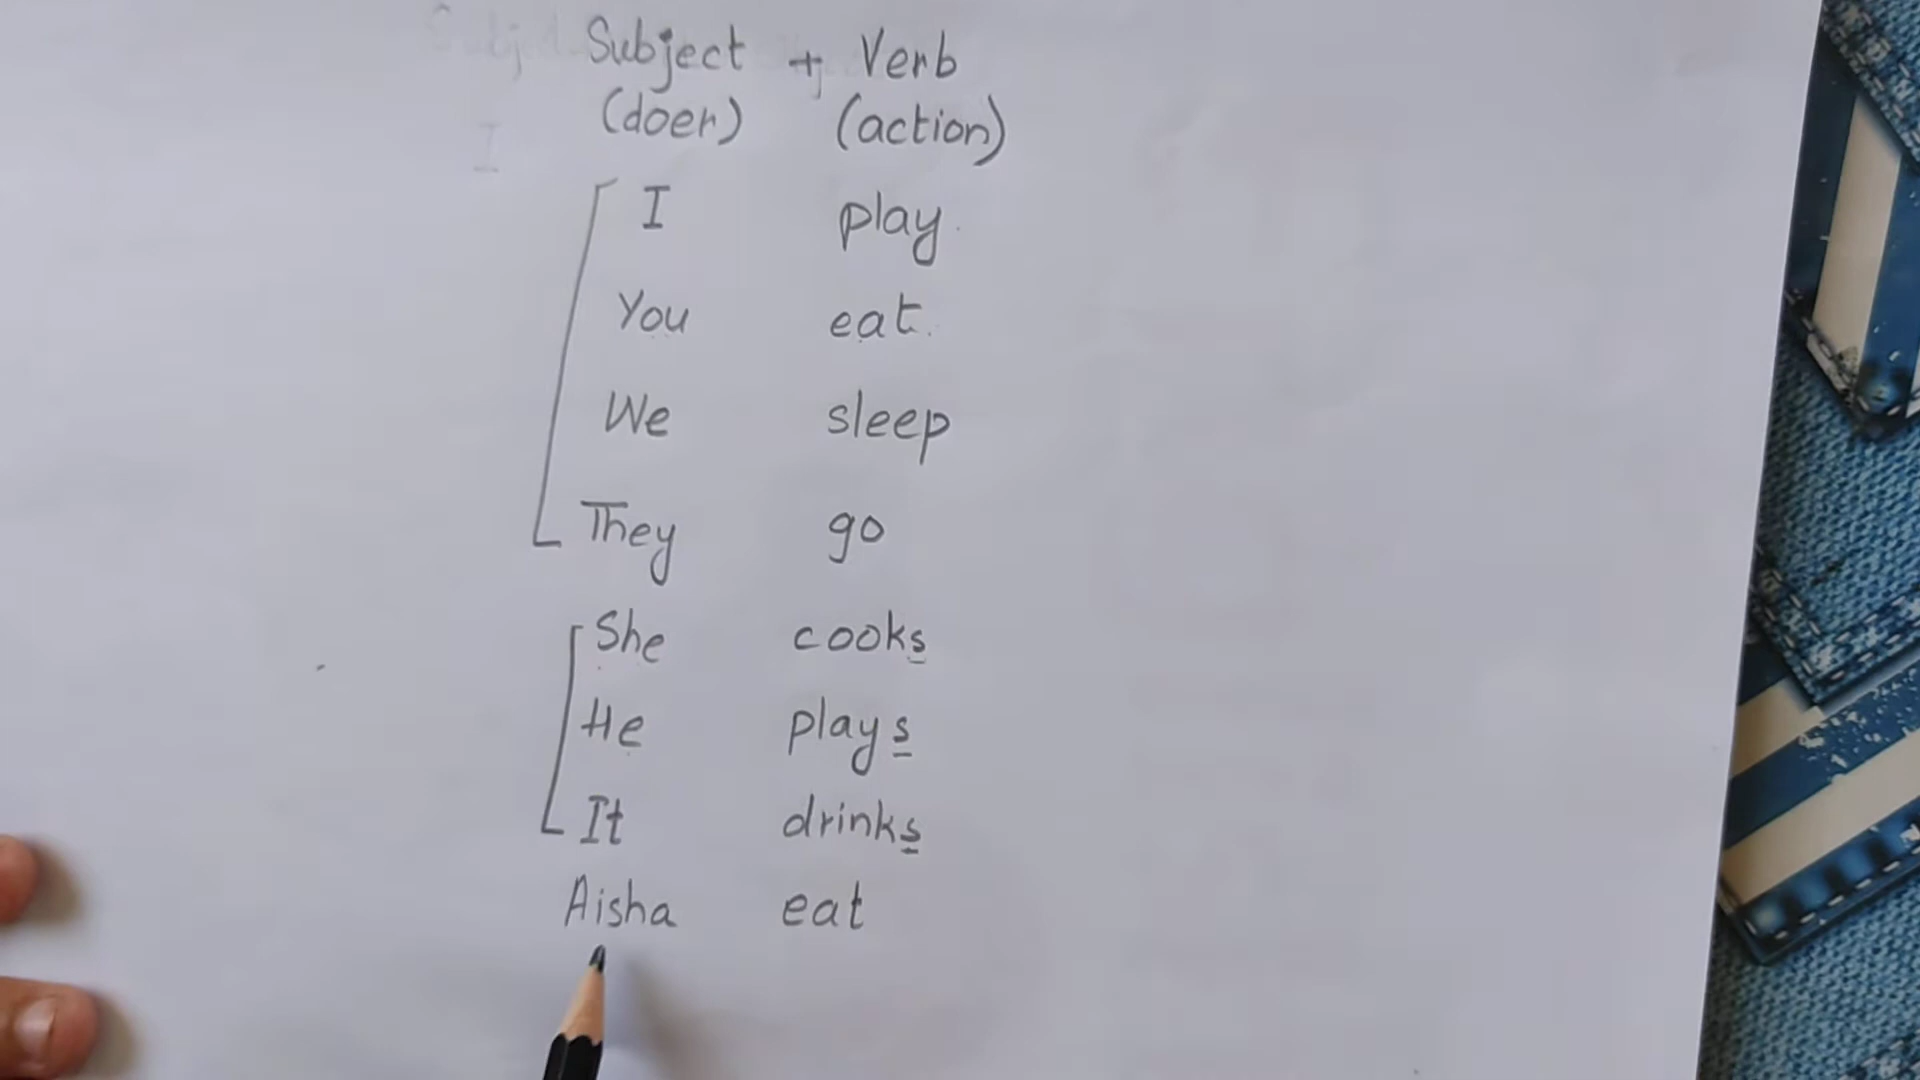 Subject + Verb
(doer) (action)
I play.
You eat.
We sleep
They go
She cooks
He plays
It drinks
Aisha eat